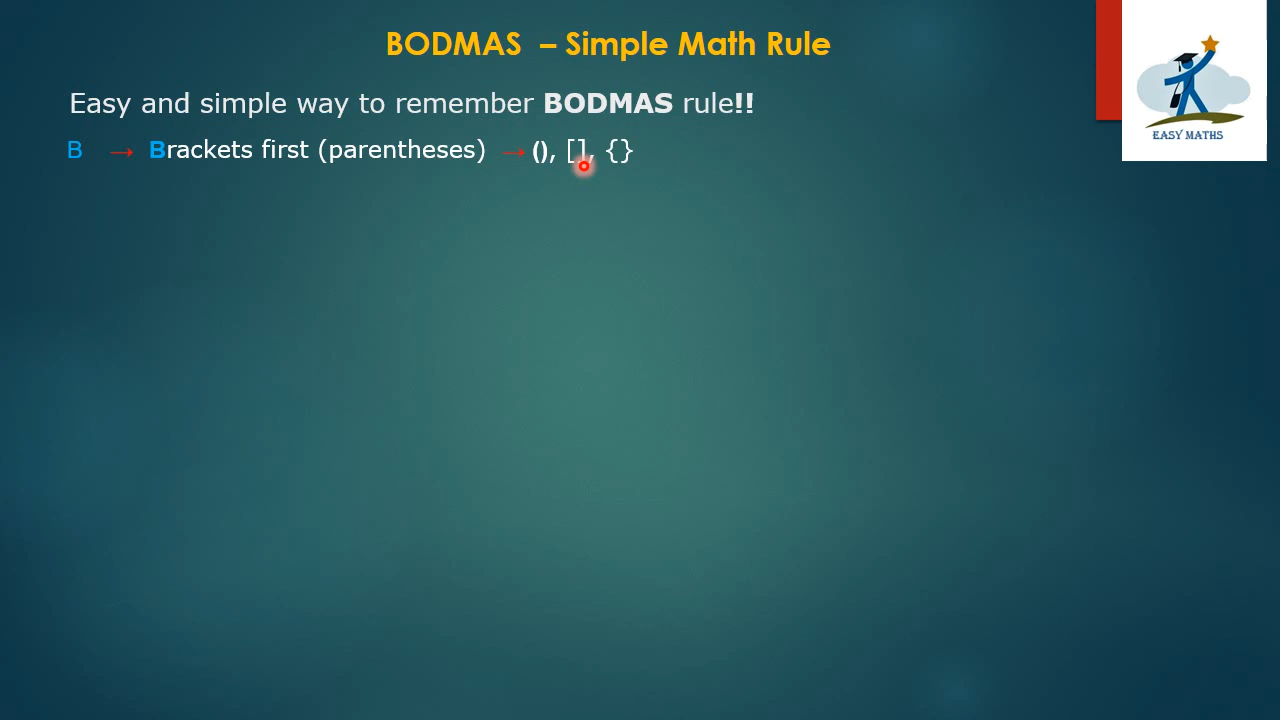 BODMAS – Simple Math Rule
Easy and simple way to remember BODMAS rule!!
B → Brackets first (parentheses) → (), [], {}
EASY MATHS